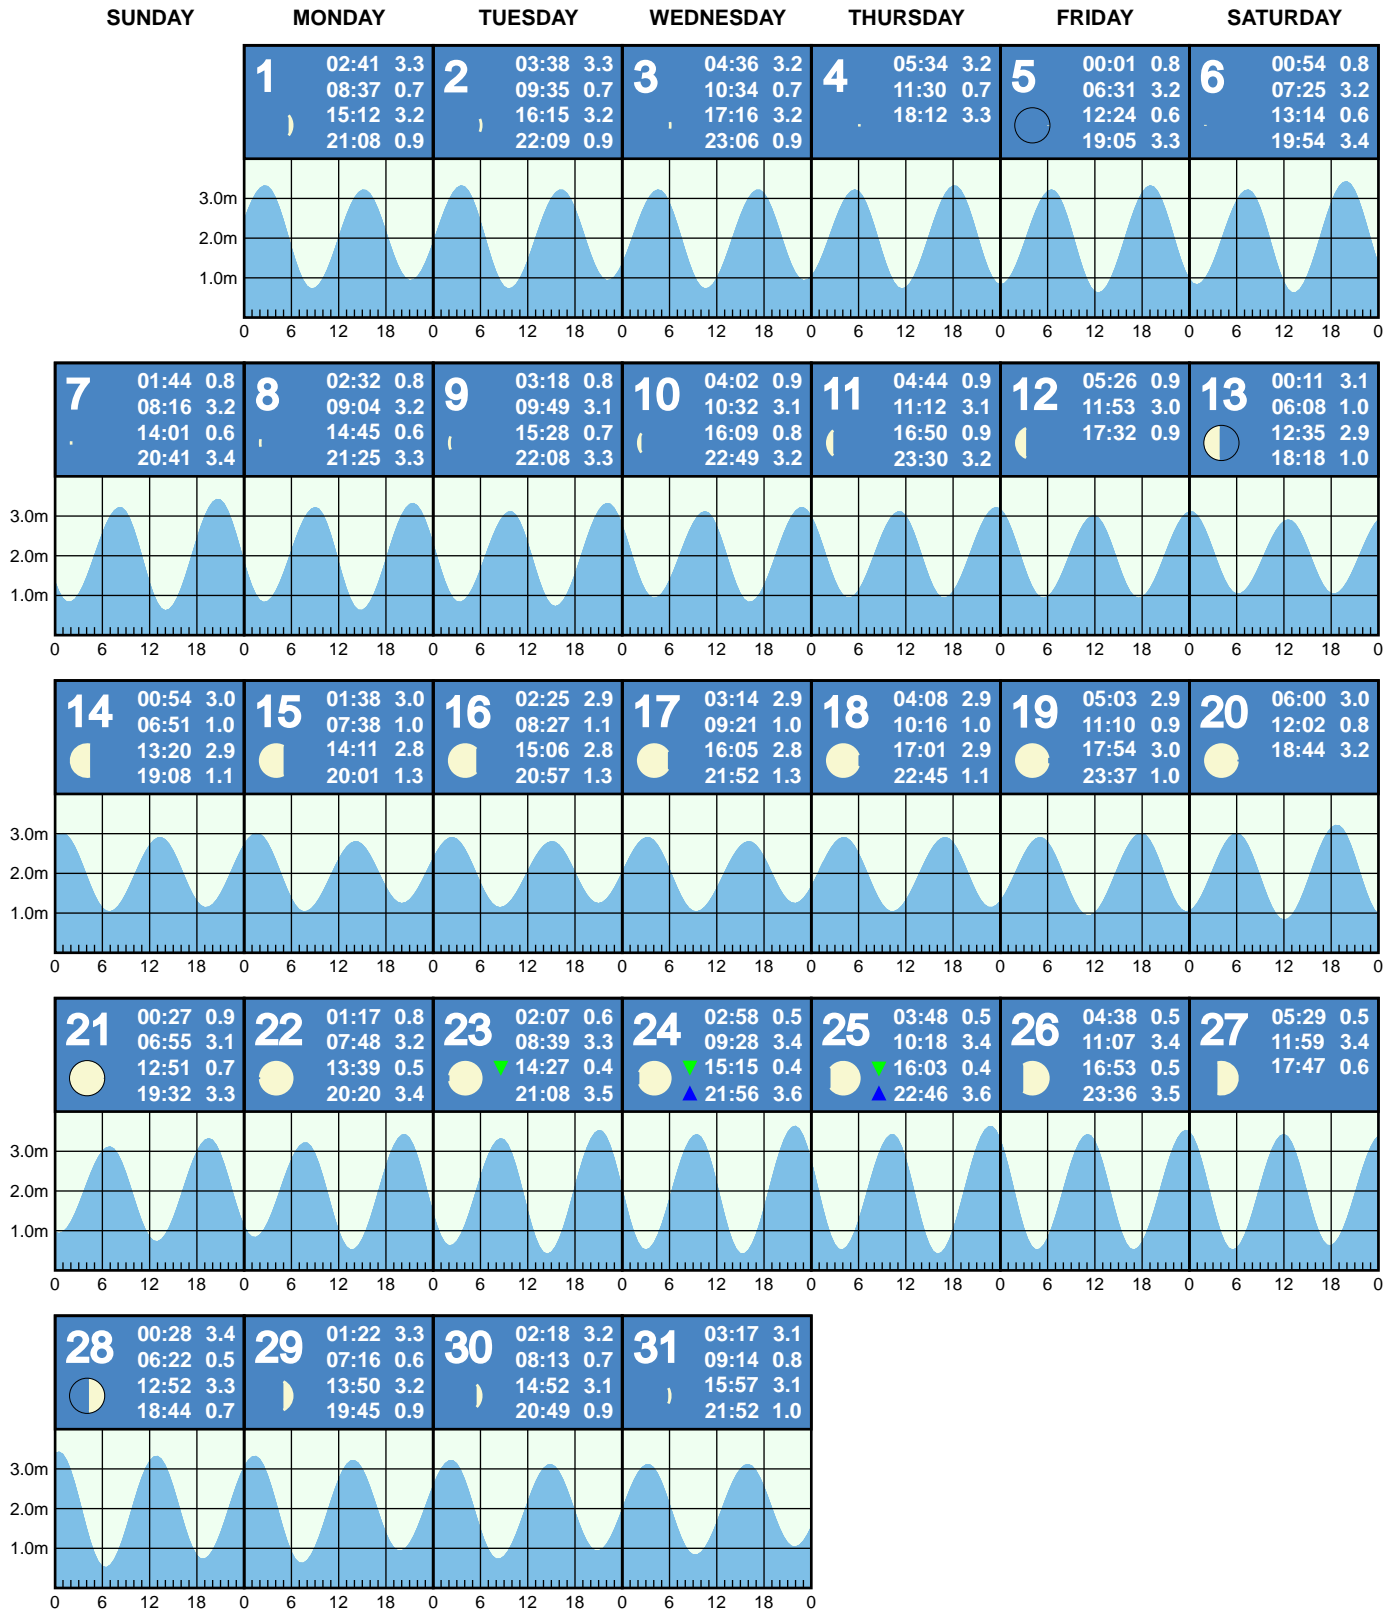 SUNDAY MONDAY TUESDAY WEDNESDAY THURSDAY FRIDAY SATURDAY
1 02:41 3.3 08:37 0.7 15:12 3.2 21:08 0.9
2 03:38 3.3 09:35 0.7 16:15 3.2 22:09 0.9
3 04:36 3.2 10:34 0.7 17:16 3.2 23:06 0.9
4 05:34 3.2 11:30 0.7 18:12 3.3
5 00:01 0.8 06:31 3.2 12:24 0.6 19:05 3.3
6 00:54 0.8 07:25 3.2 13:14 0.6 19:54 3.4
3.0m
2.0m
1.0m
0 6 12 18 0 6 12 18 0 6 12 18 0 6 12 18 0 6 12 18 0 6 12 18 0
7 01:44 0.8 08:16 3.2 14:01 0.6 20:41 3.4
8 02:32 0.8 09:04 3.2 14:45 0.6 21:25 3.3
9 03:18 0.8 09:49 3.1 15:28 0.7 22:08 3.3
10 04:02 0.9 10:32 3.1 16:09 0.8 22:49 3.2
11 04:44 0.9 11:12 3.1 16:50 0.9 23:30 3.2
12 05:26 0.9 11:53 3.0 17:32 0.9
13 00:11 3.1 06:08 1.0 12:35 2.9 18:18 1.0
3.0m
2.0m
1.0m
0 6 12 18 0 6 12 18 0 6 12 18 0 6 12 18 0 6 12 18 0 6 12 18 0 6 12 18 0
14 00:54 3.0 06:51 1.0 13:20 2.9 19:08 1.1
15 01:38 3.0 07:38 1.0 14:11 2.8 20:01 1.3
16 02:25 2.9 08:27 1.1 15:06 2.8 20:57 1.3
17 03:14 2.9 09:21 1.0 16:05 2.8 21:52 1.3
18 04:08 2.9 10:16 1.0 17:01 2.9 22:45 1.1
19 05:03 2.9 11:10 0.9 17:54 3.0 23:37 1.0
20 06:00 3.0 12:02 0.8 18:44 3.2
3.0m
2.0m
1.0m
0 6 12 18 0 6 12 18 0 6 12 18 0 6 12 18 0 6 12 18 0 6 12 18 0 6 12 18 0
21 00:27 0.9 06:55 3.1 12:51 0.7 19:32 3.3
22 01:17 0.8 07:48 3.2 13:39 0.5 20:20 3.4
23 02:07 0.6 08:39 3.3 14:27 0.4 21:08 3.5
24 02:58 0.5 09:28 3.4 15:15 0.4 21:56 3.6
25 03:48 0.5 10:18 3.4 16:03 0.4 22:46 3.6
26 04:38 0.5 11:07 3.4 16:53 0.5 23:36 3.5
27 05:29 0.5 11:59 3.4 17:47 0.6
3.0m
2.0m
1.0m
0 6 12 18 0 6 12 18 0 6 12 18 0 6 12 18 0 6 12 18 0 6 12 18 0 6 12 18 0
28 00:28 3.4 06:22 0.5 12:52 3.3 18:44 0.7
29 01:22 3.3 07:16 0.6 13:50 3.2 19:45 0.9
30 02:18 3.2 08:13 0.7 14:52 3.1 20:49 0.9
31 03:17 3.1 09:14 0.8 15:57 3.1 21:52 1.0
3.0m
2.0m
1.0m
0 6 12 18 0 6 12 18 0 6 12 18 0 6 12 18 0